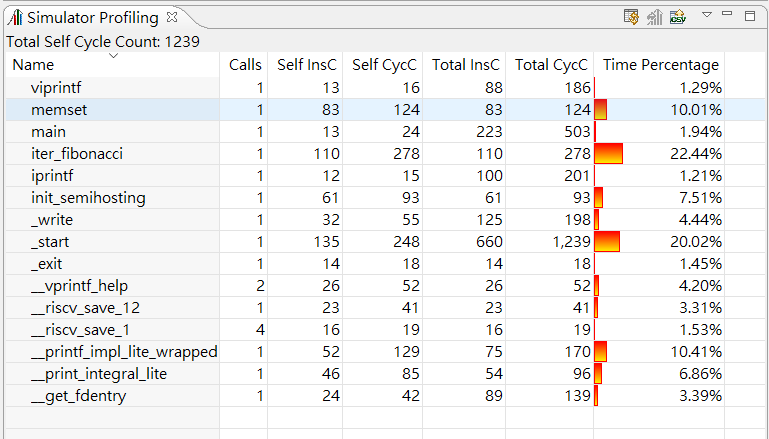 Simulator Profiling
CSV
Total Self Cycle Count: 1239
Name Calls Self InsC Self CycC Total InsC Total CycC Time Percentage
viprintf 1 13 16 88 186 1.29%
memset 1 83 124 83 124 10.01%
main 1 13 24 223 503 1.94%
iter_fibonacci 1 110 278 110 278 22.44%
iprintf 1 12 15 100 201 1.21%
init_semihosting 1 61 93 61 93 7.51%
_write 1 32 55 125 198 4.44%
_start 1 135 248 660 1,239 20.02%
_exit 1 14 18 14 18 1.45%
__vprintf_help 2 26 52 26 52 4.20%
__riscv_save_12 1 23 41 23 41 3.31%
__riscv_save_1 4 16 19 16 19 1.53%
__printf_impl_lite_wrapped 1 52 129 75 170 10.41%
__print_integral_lite 1 46 85 54 96 6.86%
__get_fdentry 1 24 42 89 139 3.39%